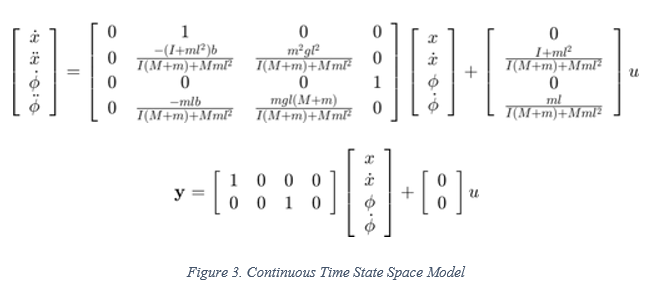 [ẋ ẍ ϕ̇ ϕ̈] = [0 1 0 0; 0 -(I+ml²)b/I(M+m)+Mml² m²gl²/I(M+m)+Mml² 0; 0 0 0 1; 0 -mlb/I(M+m)+Mml² mgl(M+m)/I(M+m)+Mml² 0] [x ẋ ϕ ϕ̇] + [0; I+ml²/I(M+m)+Mml²; 0; ml/I(M+m)+Mml²] u
y = [1 0 0 0; 0 0 1 0] [x ẋ ϕ ϕ̇] + [0; 0] u
Figure 3. Continuous Time State Space Model